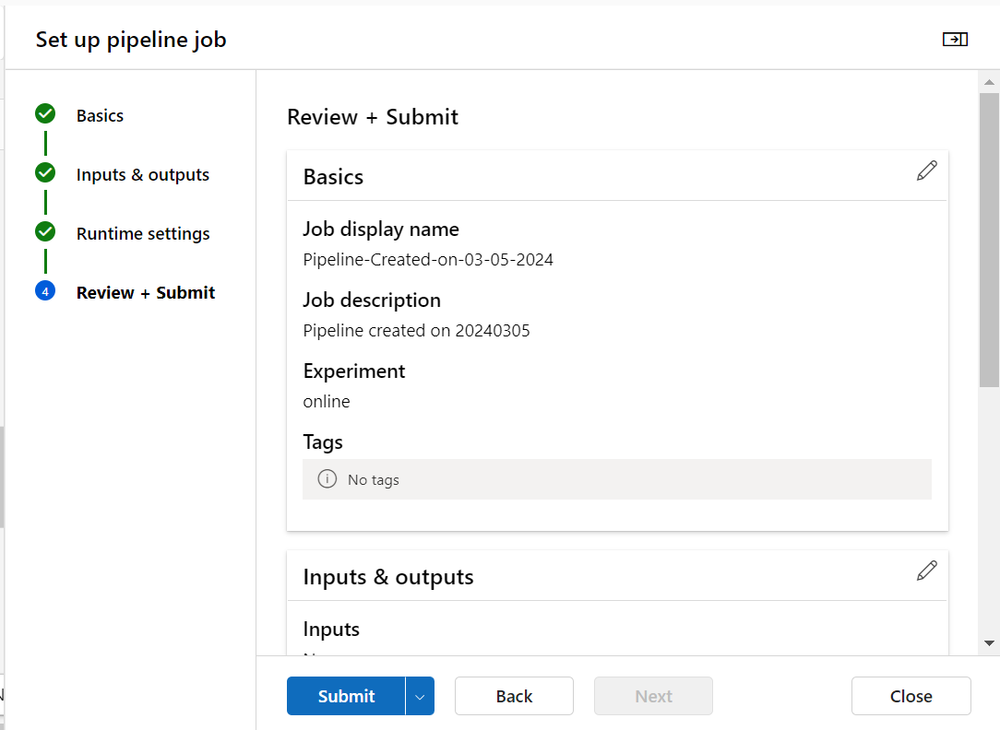 Set up pipeline job
Basics
Inputs & outputs
Runtime settings
4 Review + Submit
Review + Submit
Basics
Job display name
Pipeline-Created-on-03-05-2024
Job description
Pipeline created on 20240305
Experiment
online
Tags
No tags
Inputs & outputs
Inputs
Submit
Back
Next
Close